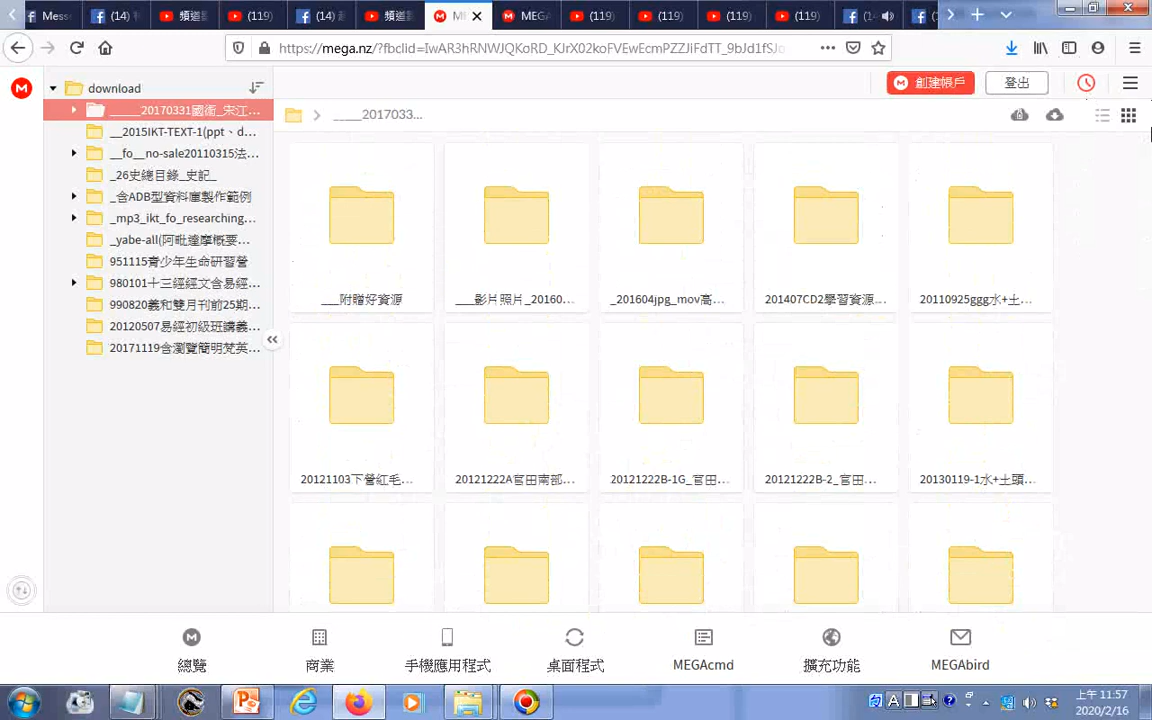 Mess
(14)
頻道
(119)
(14)
頻道
M
MEGA
(119)
(119)
(119)
(119)
(1
(1
https://mega.nz/?fbclid=IwAR3hRNWJQKoRD_KJrX02koFVEwEcmPZZJiFdTT_9bJd1fSJ
創建帳戶
登出
download
_____20170331國術_宋江...
__2015IKT-TEXT-1(ppt、d...
__fo__no-sale20110315法...
_26史總目錄_史記_
_含ADB型資料庫製作範例
_mp3_ikt_fo_researching...
_yabe-all(阿毗達摩概要...
951115青少年生命研習營
980101十三經經文含易經...
990820義和雙月刊前25期...
20120507易經初級班講義...
20171119含瀏覽簡明梵英...
_____2017033...
___附贈好資源
___影片照片_20160...
_201604jpg_mov高...
201407CD2學習資源...
20110925ggg水+土...
20121103下營紅毛...
20121222A官田南部...
20121222B-1G_官田...
20121222B-2_官田...
20130119-1水+土頭...
總覽
商業
手機應用程式
桌面程式
MEGAcmd
擴充功能
MEGAbird
上午 11:57
2020/2/16